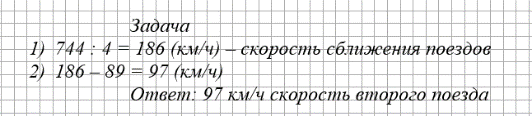 Задача
1) 744 : 4 = 186 (км/ч) – скорость сближения поездов
2) 186 – 89 = 97 (км/ч)
Ответ: 97 км/ч скорость второго поезда